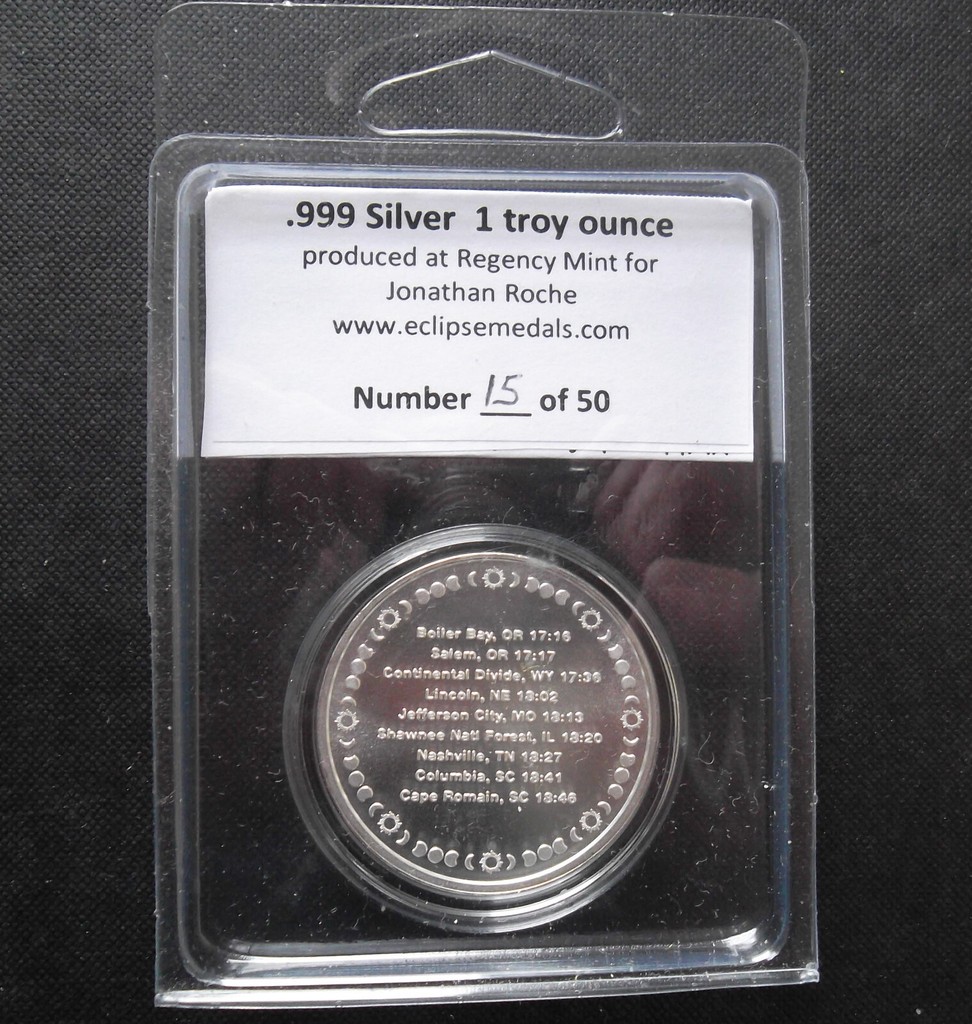 .999 Silver 1 troy ounce
produced at Regency Mint for
Jonathan Roche
www.eclipsemedals.com
Number 15 of 50
Boiler Bay, OR 17:16
Salem, OR 17:17
Continental Divide, WY 17:36
Lincoln, NE 18:02
Jefferson City, MO 18:13
Shawnee Natl Forest, IL 18:20
Nashville, TN 18:27
Columbia, SC 18:41
Cape Romain, SC 18:46